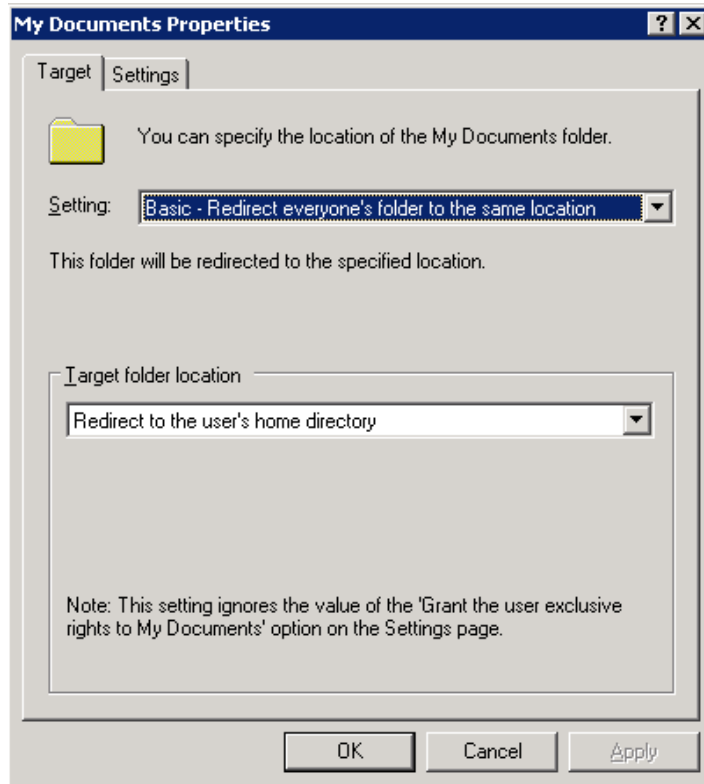 My Documents Properties
Target
Settings
You can specify the location of the My Documents folder.
Setting:
Basic - Redirect everyone's folder to the same location
This folder will be redirected to the specified location.
Target folder location
Redirect to the user's home directory
Note: This setting ignores the value of the 'Grant the user exclusive
rights to My Documents' option on the Settings page.
OK
Cancel
Apply